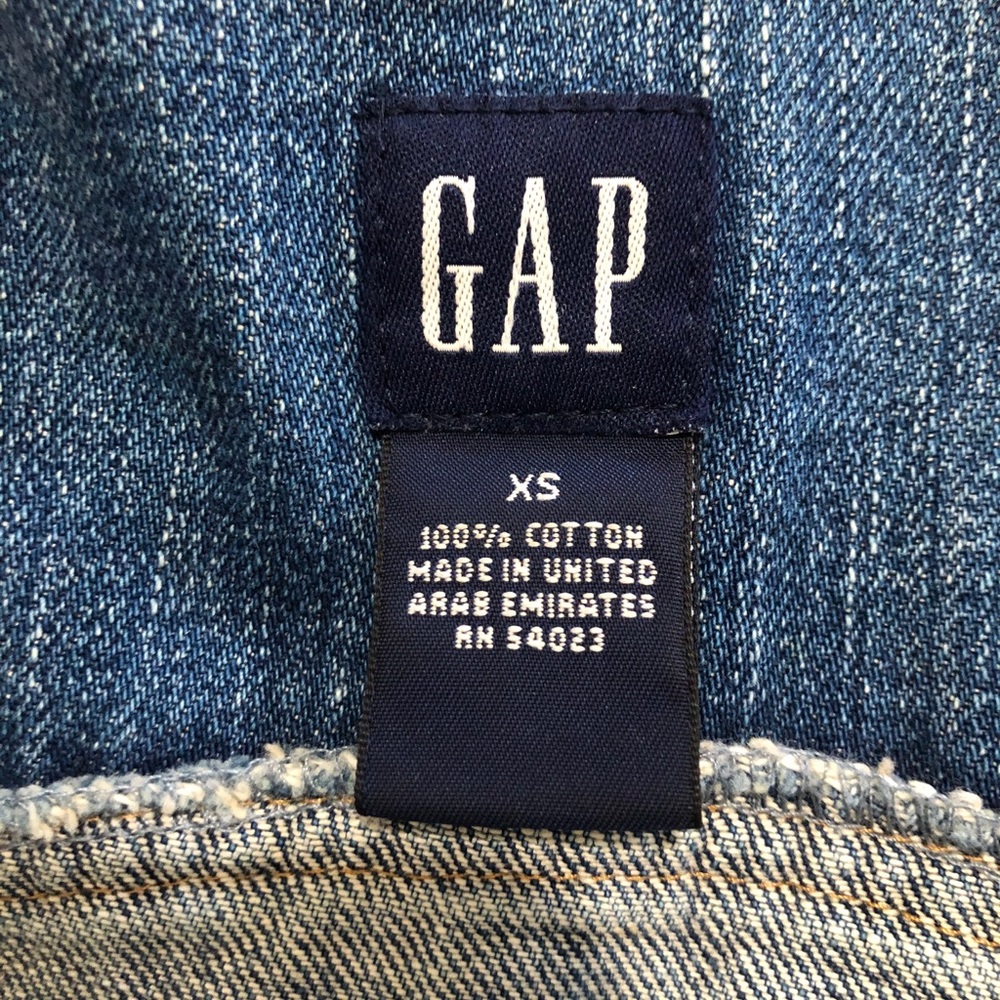 GAP
XS
100% COTTON
MADE IN UNITED
ARAB EMIRATES
RN 54023